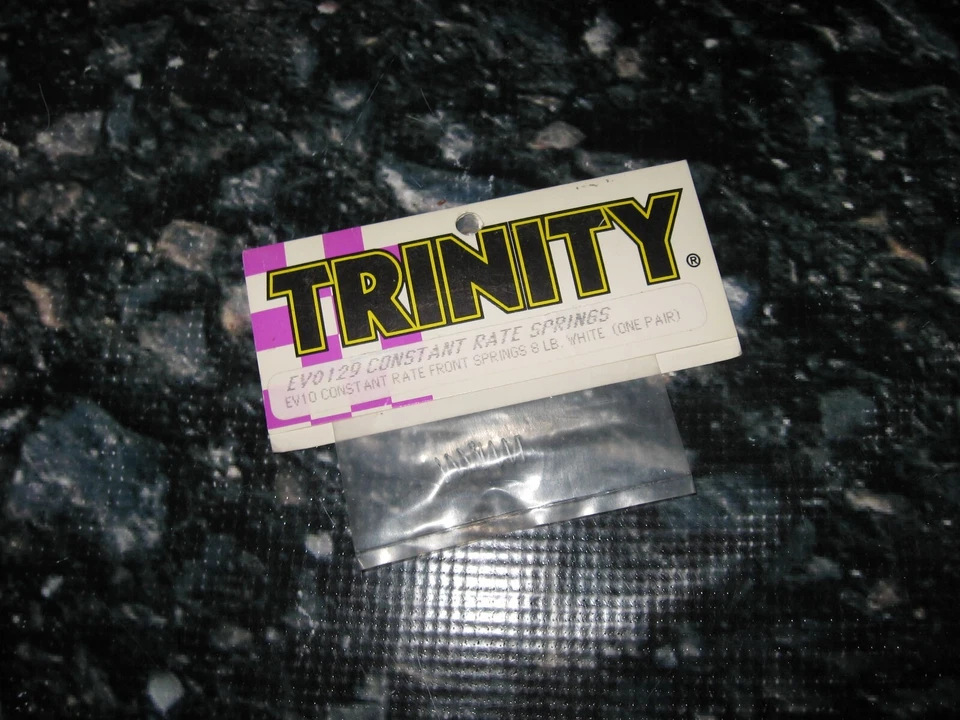 TRINITY®
EV0129 CONSTANT RATE SPRINGS
EV10 CONSTANT RATE FRONT SPRINGS 8 LB. WHITE (ONE PAIR)